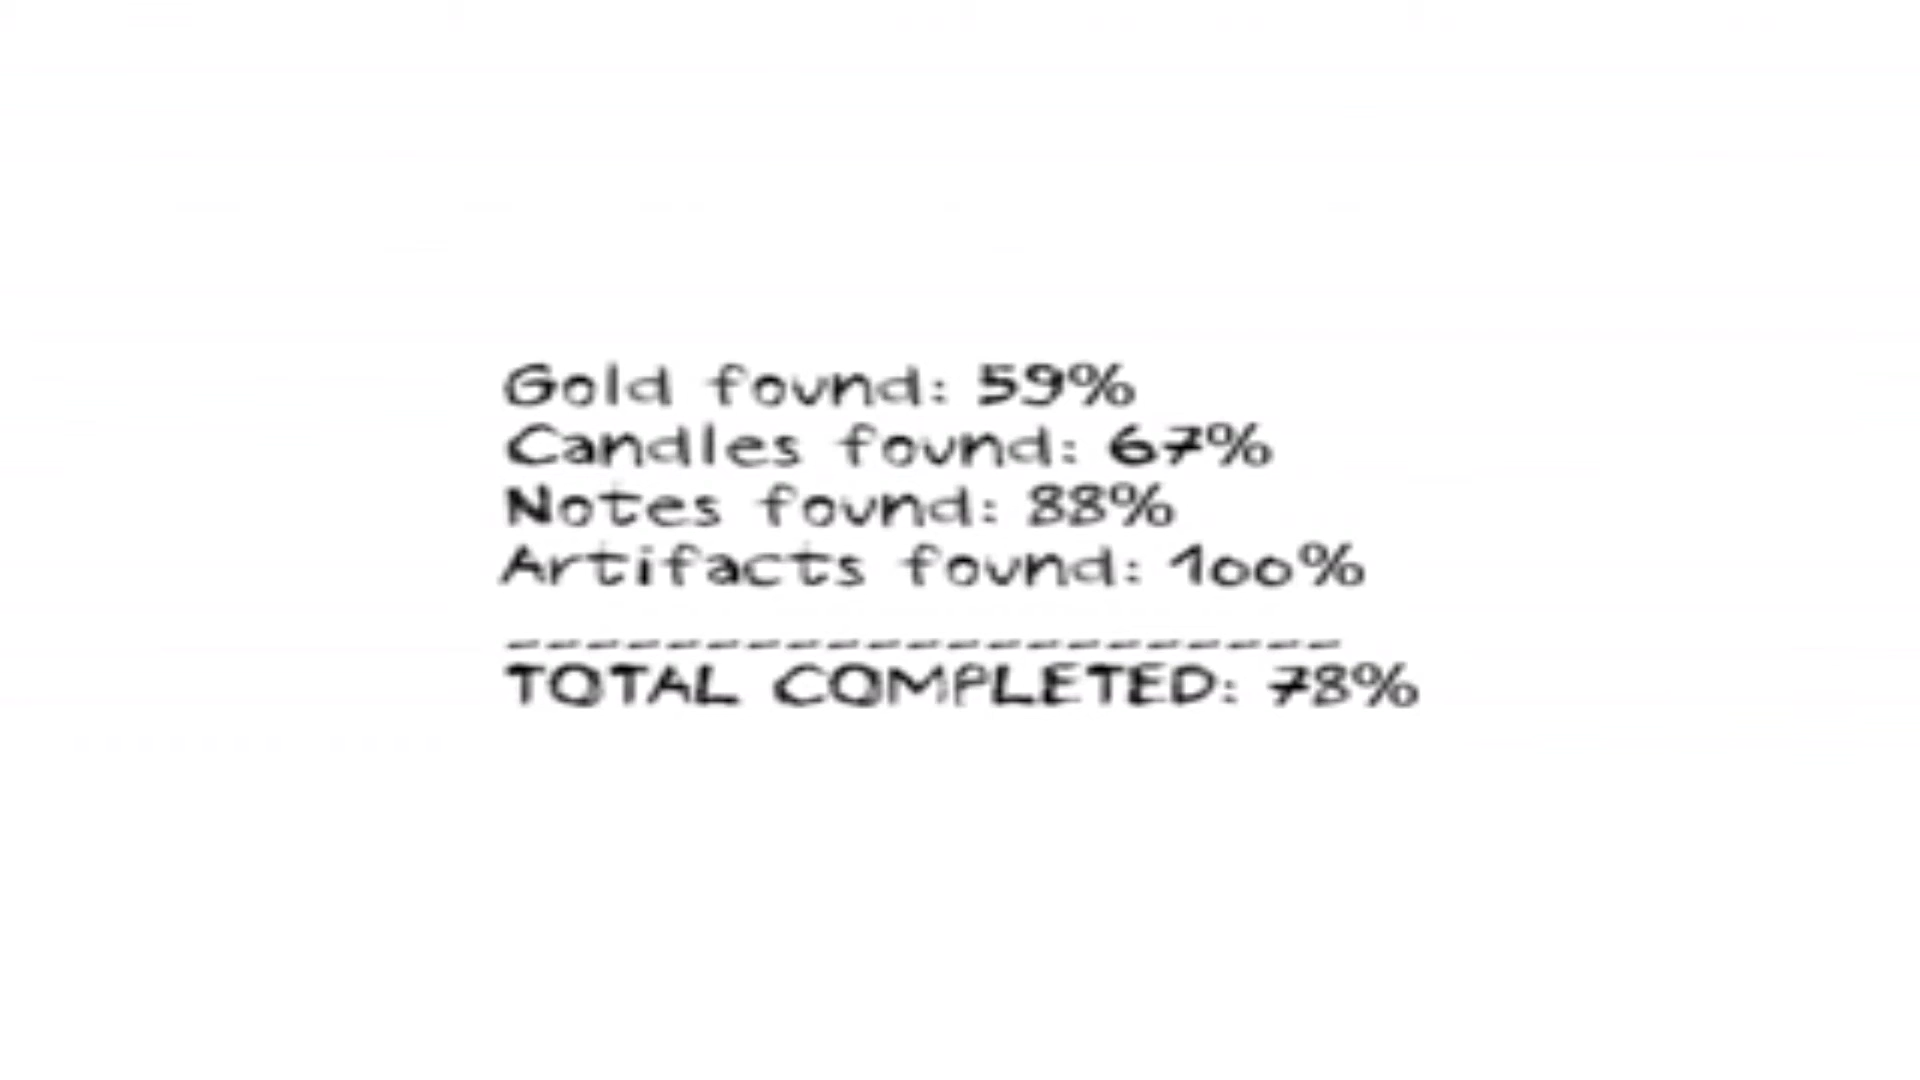 Gold found: 59%
Candles found: 67%
Notes found: 88%
Artifacts found: 100%
----------------------
TOTAL COMPLETED: 78%